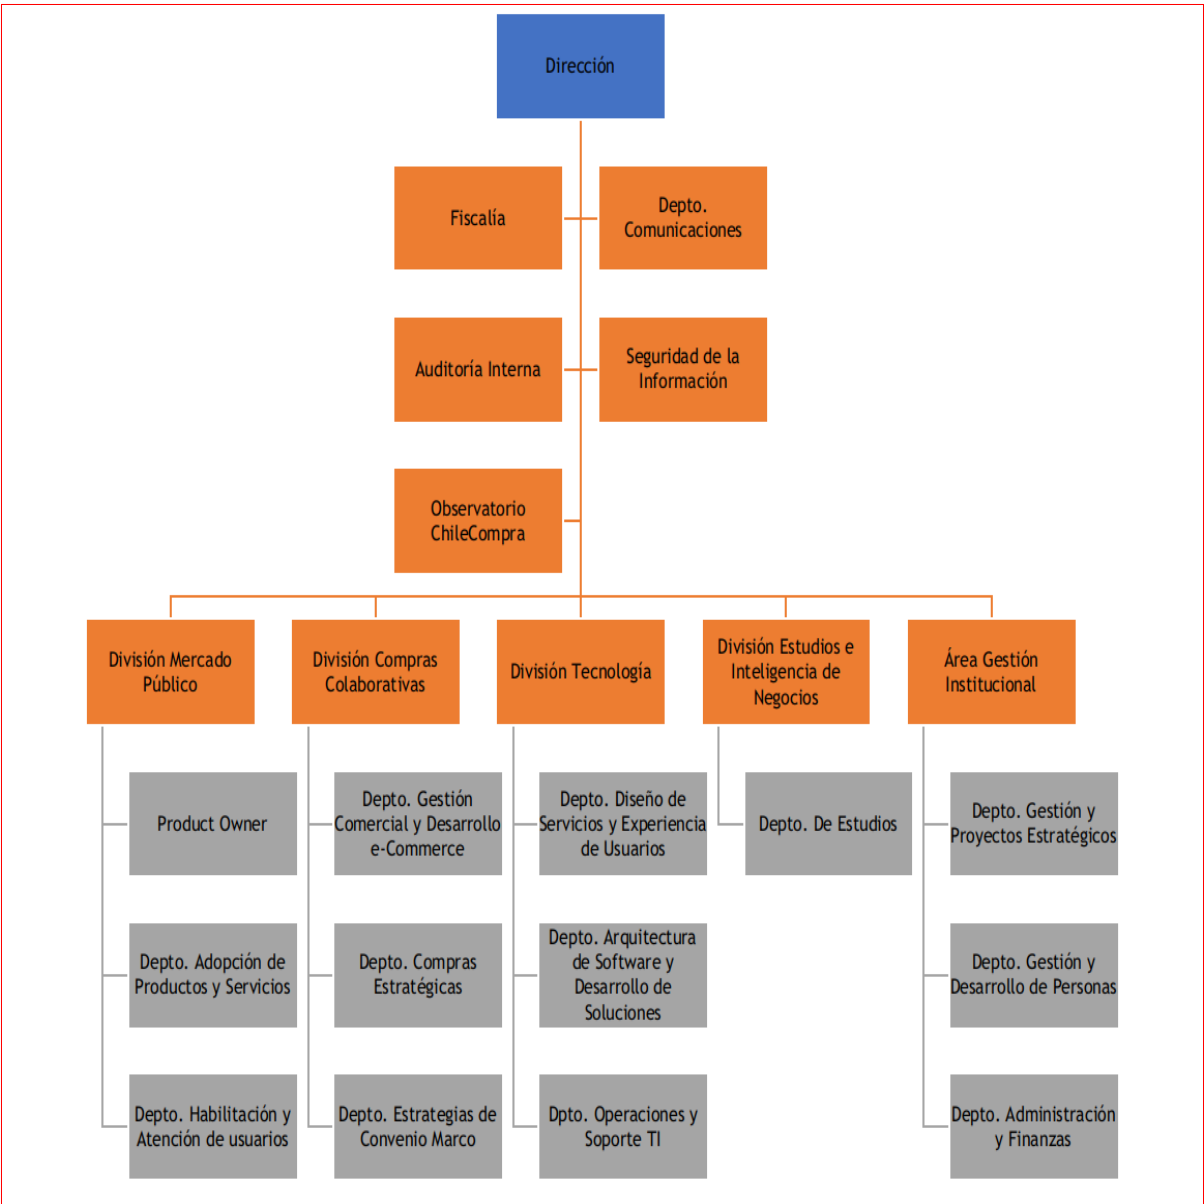 Dirección
Fiscalía
Depto.
Comunicaciones
Auditoría Interna
Seguridad de la
Información
Observatorio
ChileCompra
División Mercado
Público
División Compras
Colaborativas
División Tecnología
División Estudios e
Inteligencia de
Negocios
Área Gestión
Institucional
Product Owner
Depto. Gestión
Comercial y Desarrollo
e-Commerce
Depto. Diseño de
Servicios y Experiencia
de Usuarios
Depto. De Estudios
Depto. Gestión y
Proyectos Estratégicos
Depto. Adopción de
Productos y Servicios
Depto. Compras
Estratégicas
Depto. Arquitectura
de Software y
Desarrollo de
Soluciones
Depto. Gestión y
Desarrollo de Personas
Depto. Habilitación y
Atención de usuarios
Depto. Estrategias de
Convenio Marco
Dpto. Operaciones y
Soporte TI
Depto. Administración
y Finanzas